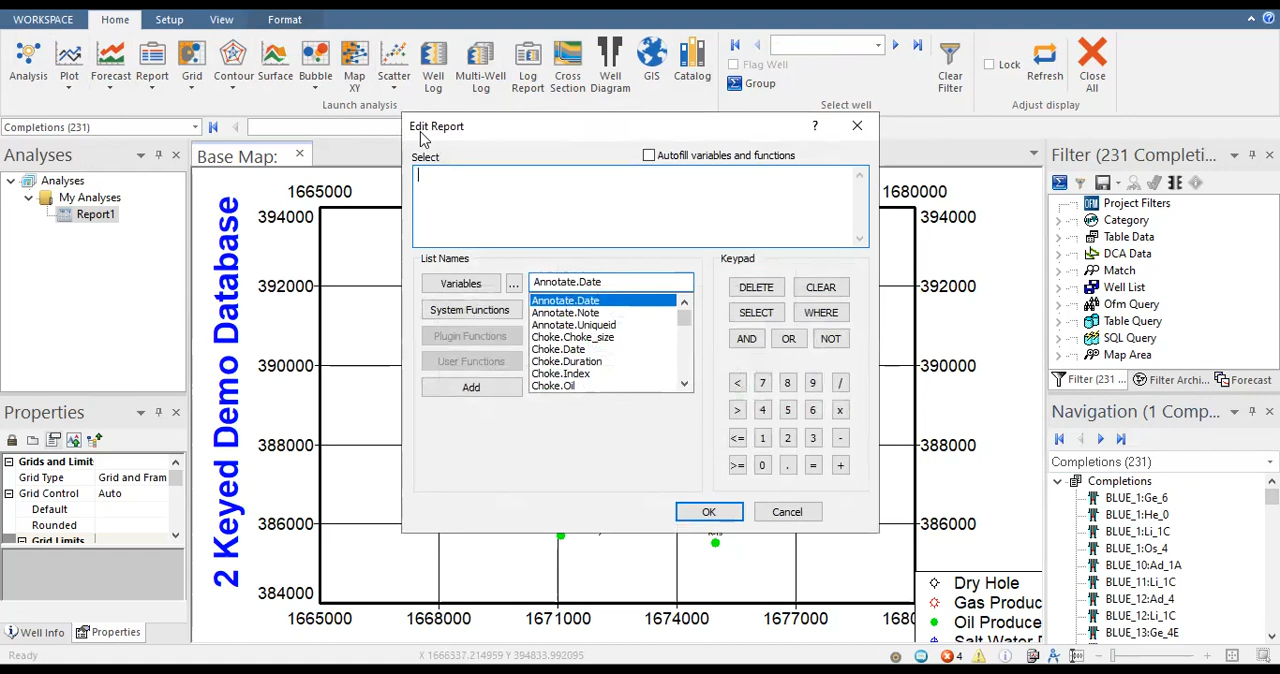 WORKSPACE Home Setup View Format
Analysis Plot Forecast Report Grid Contour Surface Bubble Map XY Scatter Well Log Multi-Well Log Log Report Cross Section Well Diagram GIS Catalog
Flag Well
Group
Clear Filter
Lock Refresh Close All
Launch analysis Select well Adjust display
Completions (231)
Edit Report ?
Select Autofill variables and functions
List Names Keypad
Variables ... Annotate.Date DELETE CLEAR
Annotate.Date
System Functions Annotate.Note SELECT WHERE
Annotate.Uniqueid
Plugin Functions Choke.Choke_size AND OR NOT
Choke.Date
User Functions Choke.Duration
Choke.Index
Add Choke.Oil
< 7 8 9 /
> 4 5 6 x
<= 1 2 3 -
>= 0 . = +
OK Cancel
Analyses
Analyses
My Analyses
Report1
Properties
Grids and Limit
Grid Type Grid and Fram
Grid Control Auto
Default
Rounded
Grid Limits
Well Info Properties
Base Map:
2 Keyed Demo Database
1665000 1680000
394000 394000
392000 392000
390000 390000
388000 388000
386000 386000
384000
1665000 1668000 1671000 1674000 1677000 1680
Dry Hole
Gas Produc
Oil Produce
Salt Water D
Filter (231 Completi...
OFM Project Filters
Category
Table Data
DCA Data
Match
Well List
Ofm Query
Table Query
SQL Query
Map Area
Filter (231 ... Filter Archi... Forecast
Navigation (1 Comp...
Completions (231)
Completions
BLUE_1:Ge_6
BLUE_1:He_0
BLUE_1:Li_1C
BLUE_1:Os_4
BLUE_10:Ad_1A
BLUE_11:Li_1C
BLUE_12:Ad_4
BLUE_12:Li_1C
BLUE_13:Ge_4E
Ready X 1666337.214959 Y 394833.992095 4